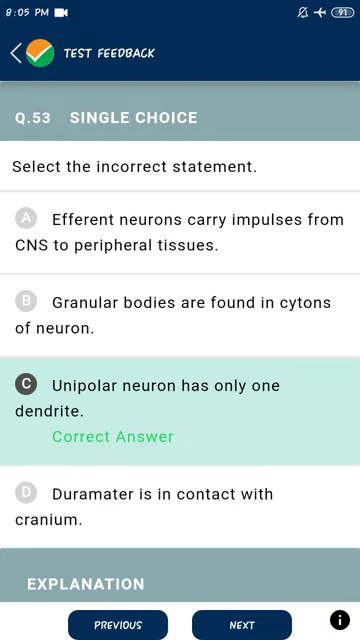 8:05 PM
91
TEST FEEDBACK
Q.53 SINGLE CHOICE
Select the incorrect statement.
A Efferent neurons carry impulses from
CNS to peripheral tissues.
B Granular bodies are found in cytons
of neuron.
C Unipolar neuron has only one
dendrite.
Correct Answer
D Duramater is in contact with
cranium.
EXPLANATION
PREVIOUS NEXT